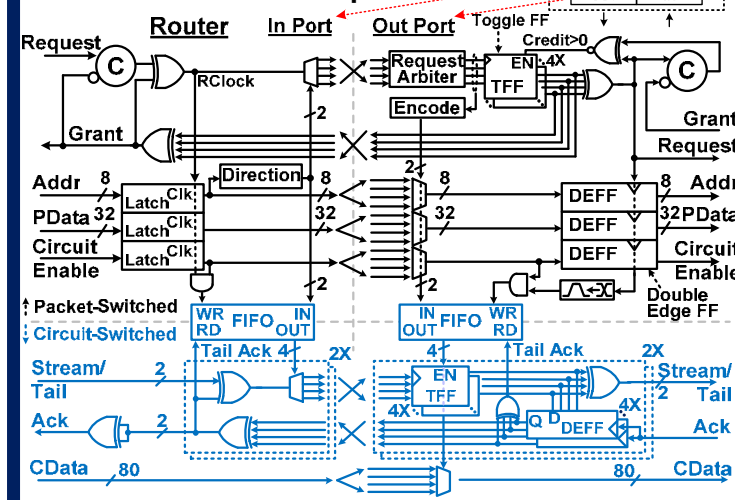 Router
In Port
Out Port
Toggle FF
Request
C
RClock
Request
Arbiter
EN
TFF
4X
Credit>0
C
Encode
2
Grant
Grant
Request
2
Addr
8
Latch
Clk
Direction
8
DEFF
8
Addr
PData
32
Latch
Clk
32
32
DEFF
32
PData
Circuit
Enable
Latch
Clk
DEFF
Circuit
Enable
2
2
Double
Edge FF
Packet-Switched
Circuit-Switched
WR
RD
FIFO
IN
OUT
IN
OUT
FIFO
WR
RD
Tail Ack
4
2X
4
Tail Ack
2X
Stream/
Tail
2
EN
TFF
4X
Stream/
Tail
2
Ack
2
Q
D
DEFF
4X
Ack
CData
80
80
CData